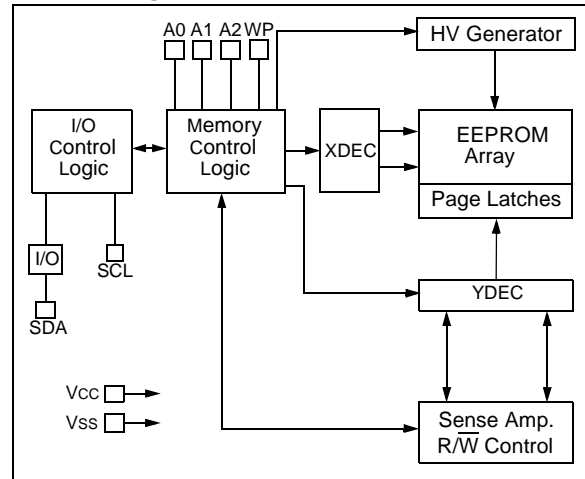 A0 A1 A2 WP
HV Generator
I/O
Control
Logic
Memory
Control
Logic
XDEC
EEPROM
Array
Page Latches
I/O
SCL
SDA
YDEC
VCC
VSS
Sense Amp.
R/W̅ Control